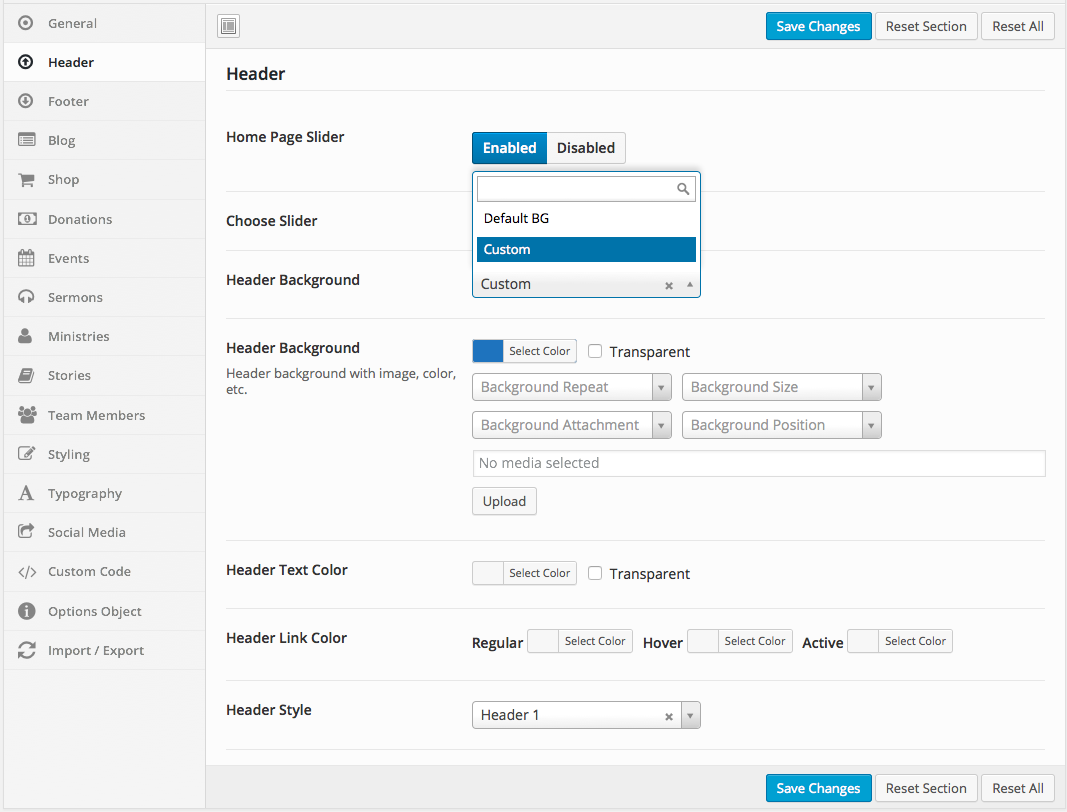 General
Header
Footer
Blog
Shop
Donations
Events
Sermons
Ministries
Stories
Team Members
Styling
Typography
Social Media
Custom Code
Options Object
Import / Export
Save Changes Reset Section Reset All
Header
Home Page Slider Enabled Disabled
Default BG
Choose Slider
Custom
Header Background Custom
Header Background Select Color Transparent
Header background with image, color,
etc.
Background Repeat Background Size
Background Attachment Background Position
No media selected
Upload
Header Text Color Select Color Transparent
Header Link Color Regular Select Color Hover Select Color Active Select Color
Header Style Header 1
Save Changes Reset Section Reset All